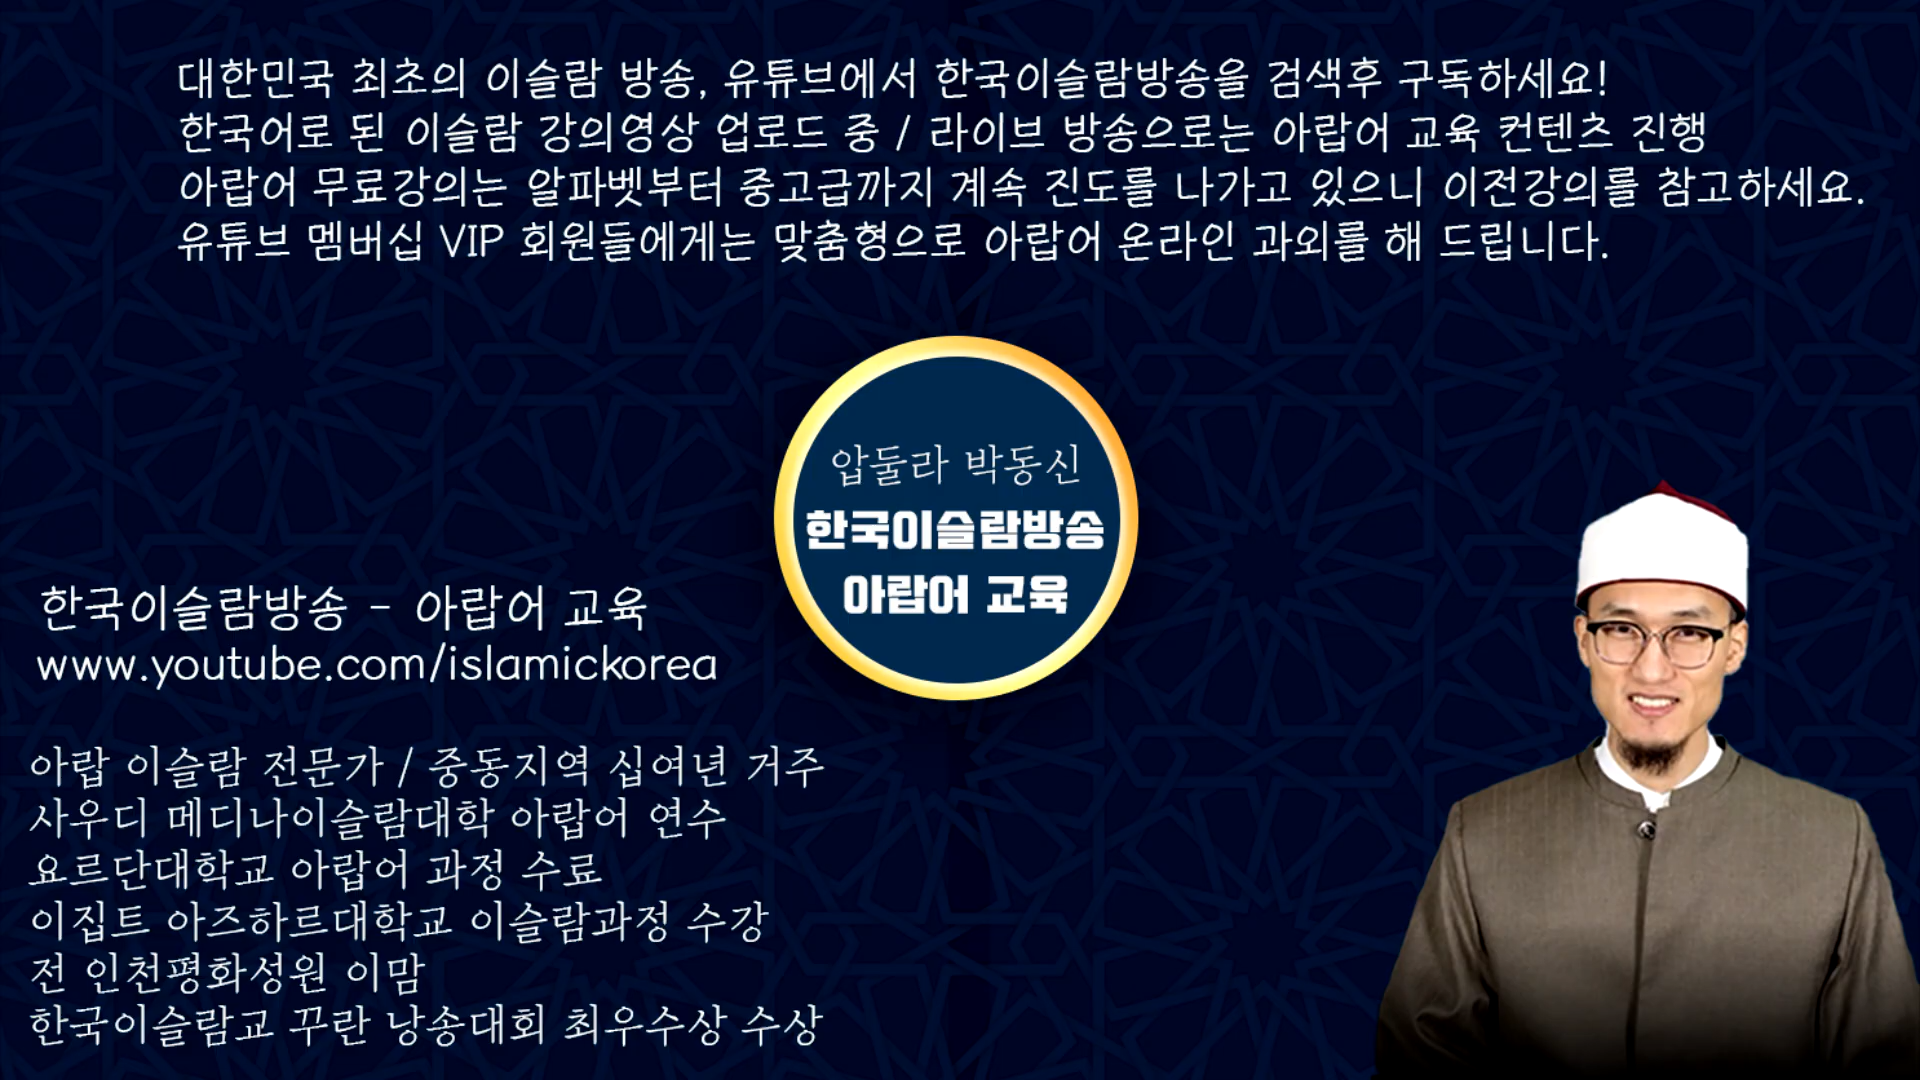 대한민국 최초의 이슬람 방송, 유튜브에서 한국이슬람방송을 검색후 구독하세요!
한국어로 된 이슬람 강의영상 업로드 중 / 라이브 방송으로는 아랍어 교육 컨텐츠 진행
아랍어 무료강의는 알파벳부터 중고급까지 계속 진도를 나가고 있으니 이전강의를 참고하세요.
유튜브 멤버십 VIP 회원들에게는 맞춤형으로 아랍어 온라인 과외를 해 드립니다.
압둘라 박동신
한국이슬람방송
아랍어 교육
한국이슬람방송 - 아랍어 교육
www.youtube.com/islamickorea
아랍 이슬람 전문가 / 중동지역 십여년 거주
사우디 메디나이슬람대학 아랍어 연수
요르단대학교 아랍어 과정 수료
이집트 아즈하르대학교 이슬람과정 수강
전 인천평화성원 이맘
한국이슬람교 꾸란 낭송대회 최우수상 수상